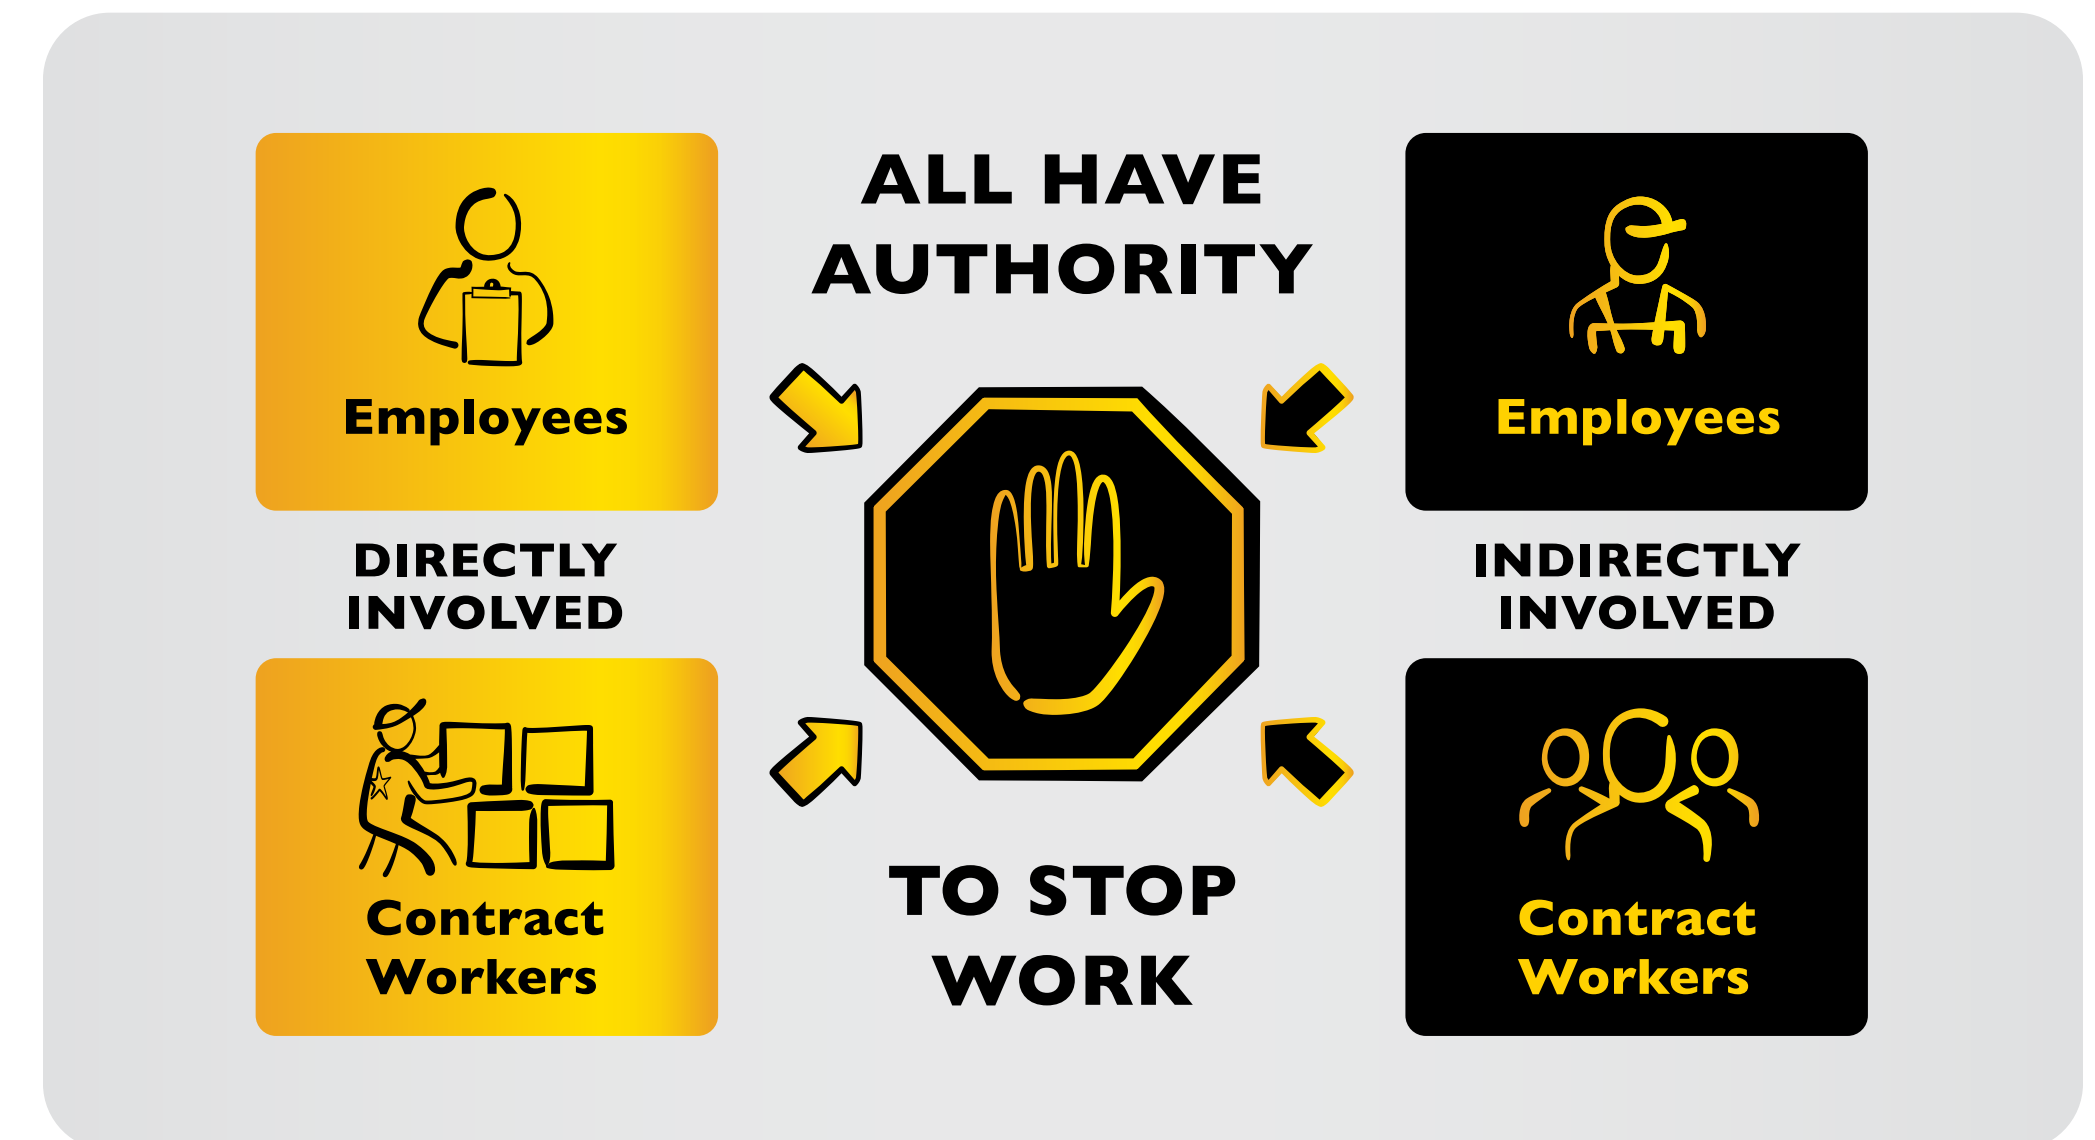 ALL HAVE
AUTHORITY
Employees
DIRECTLY
INVOLVED
Contract
Workers
Employees
INDIRECTLY
INVOLVED
Contract
Workers
TO STOP
WORK